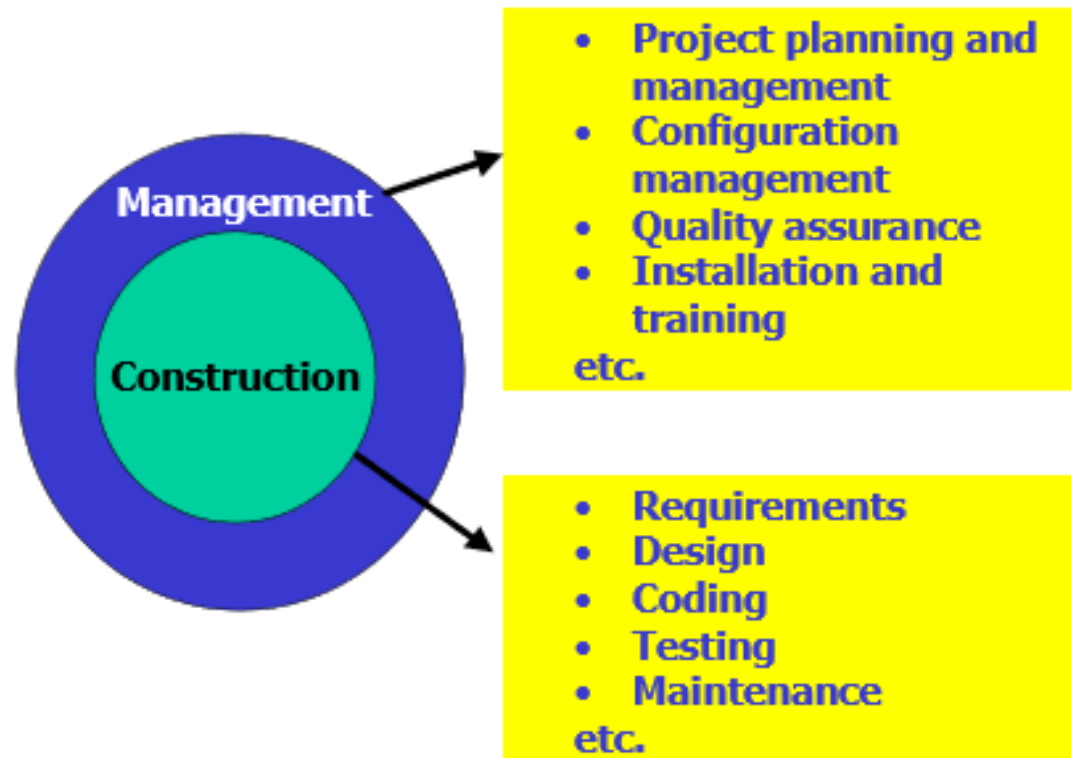 Management
Construction
• Project planning and
management
• Configuration
management
• Quality assurance
• Installation and
training
etc.
• Requirements
• Design
• Coding
• Testing
• Maintenance
etc.